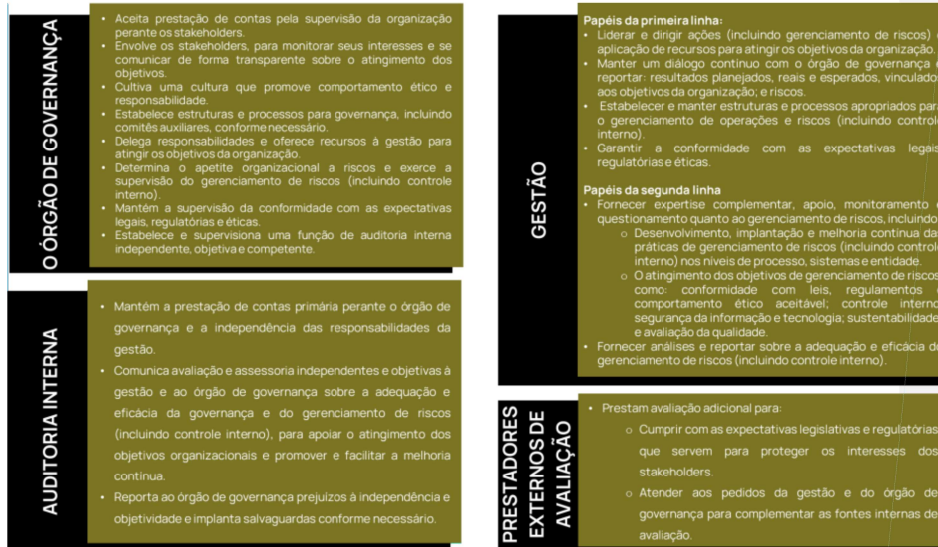 O ÓRGÃO DE GOVERNANÇA
• Aceita prestação de contas pela supervisão da organização
perante os stakeholders.
• Envolve os stakeholders, para monitorar seus interesses e se
comunicar de forma transparente sobre o atingimento dos
objetivos.
• Cultiva uma cultura que promove comportamento ético e
responsabilidade.
• Estabelece estruturas e processos para governança, incluindo
comitês auxiliares, conforme necessário.
• Delega responsabilidades e oferece recursos à gestão para
atingir os objetivos da organização.
• Determina o apetite organizacional a riscos e exerce a
supervisão do gerenciamento de riscos (incluindo controle
interno).
• Mantém a supervisão da conformidade com as expectativas
legais, regulatórias e éticas.
• Estabelece e supervisiona uma função de auditoria interna
independente, objetiva e competente.
AUDITORIA INTERNA
• Mantém a prestação de contas primária perante o órgão de
governança e a independência das responsabilidades da
gestão.
• Comunica avaliação e assessoria independentes e objetivas à
gestão e ao órgão de governança sobre a adequação e
eficácia da governança e do gerenciamento de riscos
(incluindo controle interno), para apoiar o atingimento dos
objetivos organizacionais e promover e facilitar a melhoria
contínua.
• Reporta ao órgão de governança prejuízos à independência e
objetividade e implanta salvaguardas conforme necessário.
GESTÃO
Papéis da primeira linha:
• Liderar e dirigir ações (incluindo gerenciamento de riscos)
aplicação de recursos para atingir os objetivos da organização.
• Manter um diálogo contínuo com o órgão de governança
reportar: resultados planejados, reais e esperados, vinculado
aos objetivos da organização; e riscos.
• Estabelecer e manter estruturas e processos apropriados par
o gerenciamento de operações e riscos (incluindo control
interno).
• Garantir a conformidade com as expectativas legais
regulatórias e éticas.
Papéis da segunda linha
• Fornecer expertise complementar, apoio, monitoramento
questionamento quanto ao gerenciamento de riscos, incluindo
o Desenvolvimento, implantação e melhoria contínua da
práticas de gerenciamento de riscos (incluindo control
interno) nos níveis de processo, sistemas e entidade.
o O atingimento dos objetivos de gerenciamento de riscos
como: conformidade com leis, regulamentos
comportamento ético aceitável; controle interno
segurança da informação e tecnologia; sustentabilidade
e avaliação da qualidade.
• Fornecer análises e reportar sobre a adequação e eficácia do
gerenciamento de riscos (incluindo controle interno).
PRESTADORES
EXTERNOS DE
AVALIAÇÃO
• Prestam avaliação adicional para:
o Cumprir com as expectativas legislativas e regulatórias
que servem para proteger os interesses dos
stakeholders.
o Atender aos pedidos da gestão e do órgão de
governança para complementar as fontes internas de
avaliação.